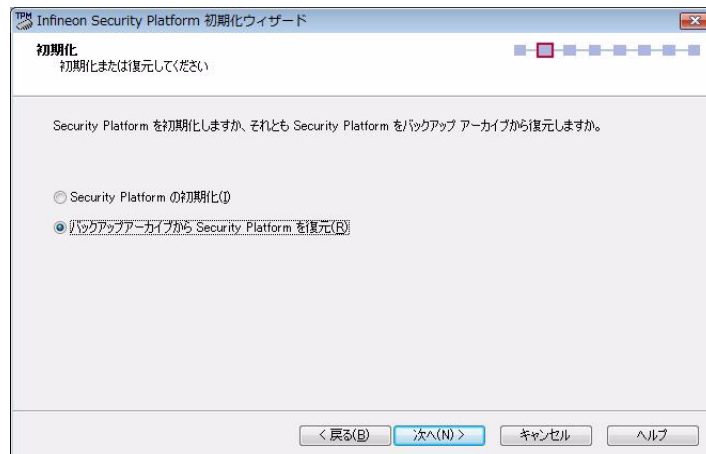 TPM Infineon Security Platform 初期化ウィザード
初期化
初期化または復元してください
Security Platform を初期化しますか、それとも Security Platform をバックアップ アーカイブから復元しますか。
Security Platform の初期化(I)
バックアップアーカイブから Security Platform を復元(R)
< 戻る(B) 次へ(N) > キャンセル ヘルプ